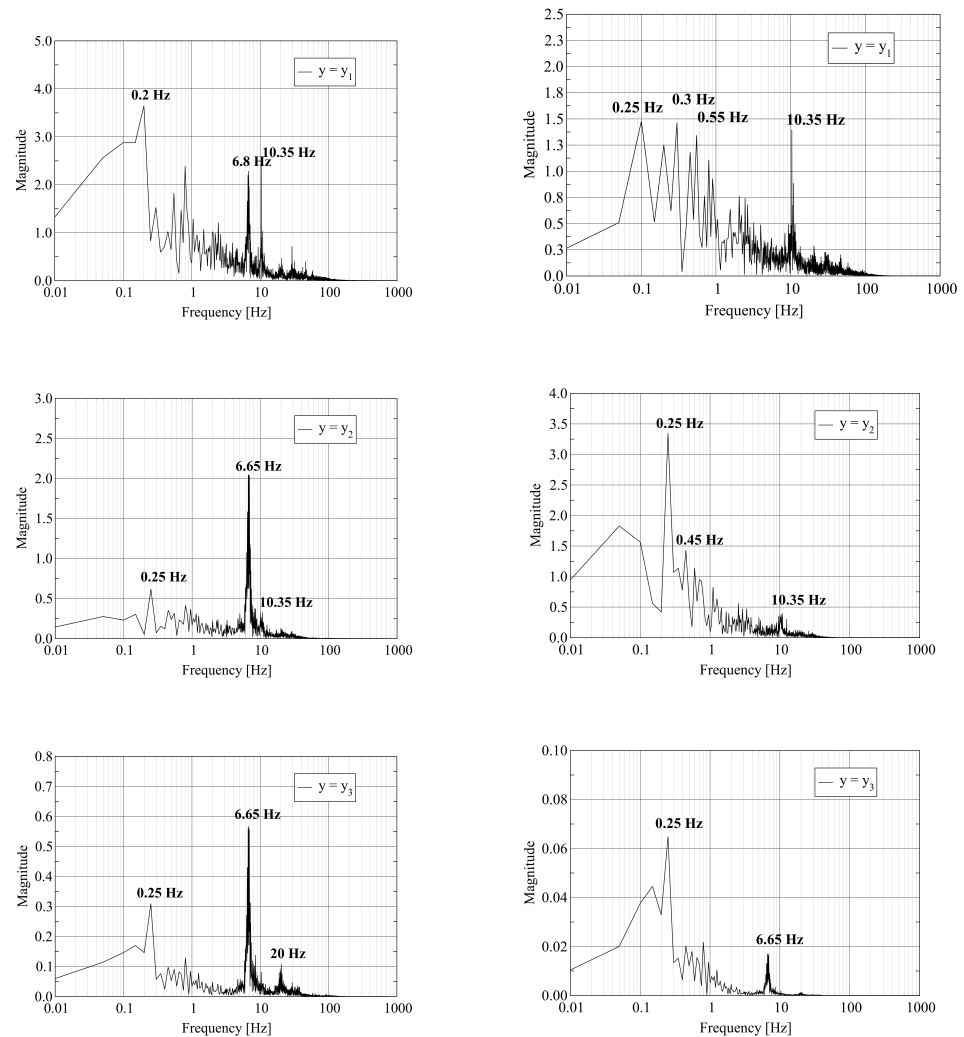 5.0
4.0
3.0
2.0
1.0
0.0
Magnitude
y = y1
0.2 Hz
6.8 Hz
10.35 Hz
0.01 0.1 1 10 100 1000
Frequency [Hz]
2.5
2.3
2.0
1.8
1.5
1.3
1.0
0.8
0.5
0.3
0.0
Magnitude
y = y1
0.25 Hz
0.3 Hz
0.55 Hz
10.35 Hz
0.01 0.1 1 10 100 1000
Frequency [Hz]
3.0
2.5
2.0
1.5
1.0
0.5
0.0
Magnitude
y = y2
6.65 Hz
0.25 Hz
10.35 Hz
0.01 0.1 1 10 100 1000
Frequency [Hz]
4.0
3.5
3.0
2.5
2.0
1.5
1.0
0.5
0.0
Magnitude
y = y2
0.25 Hz
0.45 Hz
10.35 Hz
0.01 0.1 1 10 100 1000
Frequency [Hz]
0.8
0.7
0.6
0.5
0.4
0.3
0.2
0.1
0.0
Magnitude
y = y3
6.65 Hz
0.25 Hz
20 Hz
0.01 0.1 1 10 100 1000
Frequency [Hz]
0.10
0.08
0.06
0.04
0.02
0.00
Magnitude
y = y3
0.25 Hz
6.65 Hz
0.01 0.1 1 10 100 1000
Frequency [Hz]